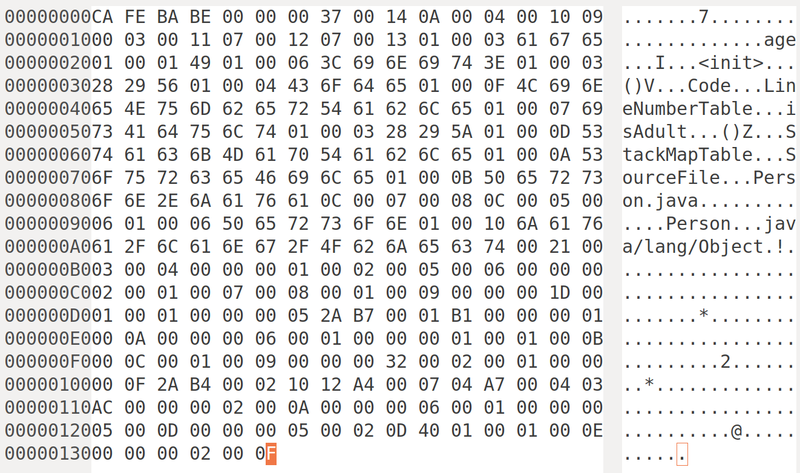 00000000CA FE BA BE 00 00 00 37 00 14 0A 00 04 00 10 09 .......7........
0000001000 03 00 11 07 00 12 07 00 13 01 00 03 61 67 65 .............age
0000002001 00 01 49 01 00 06 3C 69 6E 69 74 3E 01 00 03 ...I...<init>...
0000003028 29 56 01 00 04 43 6F 64 65 01 00 0F 4C 69 6E ()V...Code...Lin
0000004065 4E 75 6D 62 65 72 54 61 62 6C 65 01 00 07 69 eNumberTable...i
0000005073 41 64 75 6C 74 01 00 03 28 29 5A 01 00 0D 53 sAdult...()Z...S
0000006074 61 63 6B 4D 61 70 54 61 62 6C 65 01 00 0A 53 tackMapTable...S
000000706F 75 72 63 65 46 69 6C 65 01 00 0B 50 65 72 73 ourceFile...Pers
000000806F 6E 2E 6A 61 76 61 0C 00 07 00 08 0C 00 05 00 on.java.........
0000009006 01 00 06 50 65 72 73 6F 6E 01 00 10 6A 61 76 ....Person...jav
000000A061 2F 6C 61 6E 67 2F 4F 62 6A 65 63 74 00 21 00 a/lang/Object.!.
000000B003 00 04 00 00 00 01 00 02 00 05 00 06 00 00 00 ................
000000C002 00 01 00 07 00 08 00 01 00 09 00 00 00 1D 00 ................
000000D001 00 01 00 00 00 05 2A B7 00 01 B1 00 00 00 01 .......*........
000000E000 0A 00 00 00 06 00 01 00 00 00 01 00 01 00 0B ................
000000F000 0C 00 01 00 09 00 00 00 32 00 02 00 01 00 00 .........2......
0000010000 0F 2A B4 00 02 10 12 A4 00 07 04 A7 00 04 03 ..*.............
00000110AC 00 00 00 02 00 0A 00 00 00 06 00 01 00 00 00 ................
0000012005 00 0D 00 00 00 05 00 02 0D 40 01 00 01 00 0E ..........@.....
0000013000 00 00 02 00 0F ......